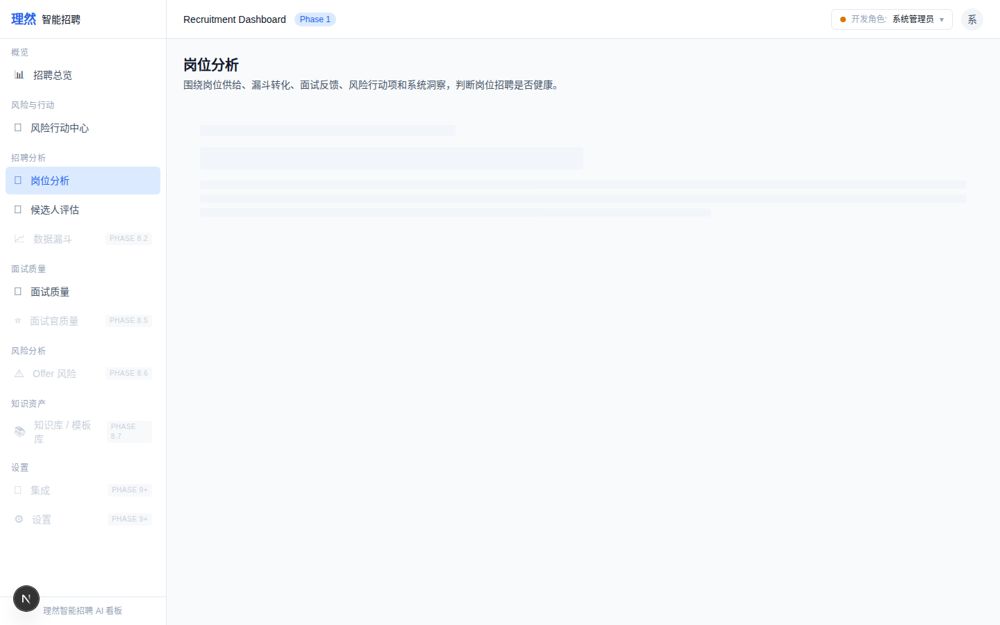 理然 智能招聘
Recruitment Dashboard Phase 1
开发角色: 系统管理员 ▾
系
概览
招聘总览
风险与行动
风险行动中心
招聘分析
岗位分析
候选人评估
数据漏斗 PHASE 8.2
面试质量
面试质量
面试官质量 PHASE 8.5
风险分析
Offer 风险 PHASE 8.6
知识资产
知识库 / 模板
库
PHASE
8.7
设置
集成 PHASE 9+
设置 PHASE 9+
N
理然智能招聘 AI 看板
岗位分析
围绕岗位供给、漏斗转化、面试反馈、风险行动项和系统洞察，判断岗位招聘是否健康。